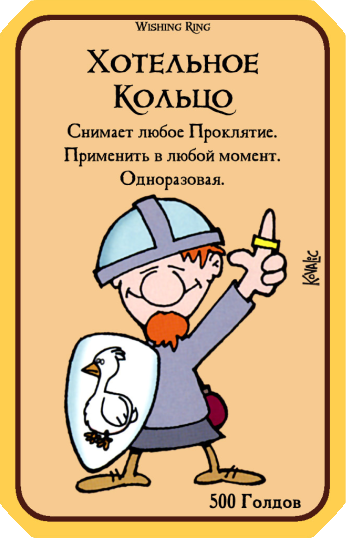 Wishing Ring
Хотельное
Кольцо
Снимает любое Проклятие.
Применить в любой момент.
Одноразовая.
Kovalic
500 Голдов